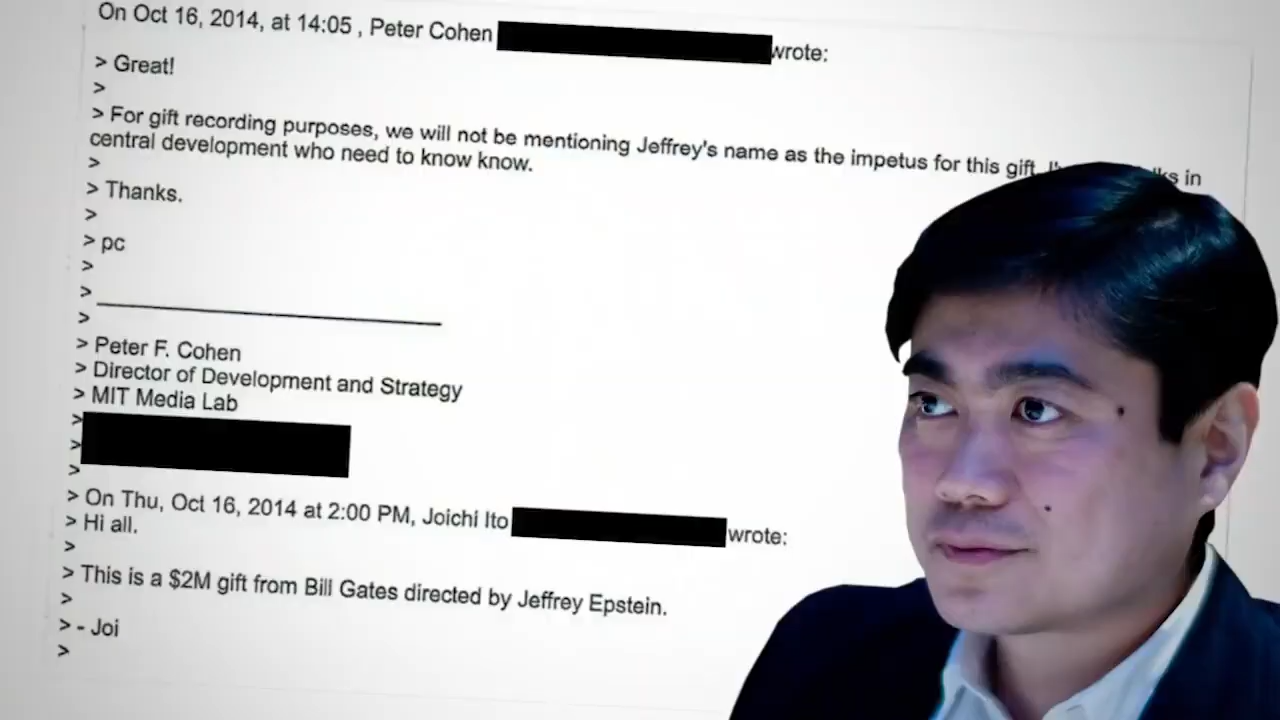 On Oct 16, 2014, at 14:05 , Peter Cohen wrote:
> Great!
>
> For gift recording purposes, we will not be mentioning Jeffrey's name as the impetus for this gift. in
central development who need to know know.
>
> Thanks.
>
> pc
>
> ____________________
>
> Peter F. Cohen
> Director of Development and Strategy
> MIT Media Lab
>
>
>
> On Thu, Oct 16, 2014 at 2:00 PM, Joichi Ito wrote:
> Hi all.
>
> This is a $2M gift from Bill Gates directed by Jeffrey Epstein.
>
> - Joi
>